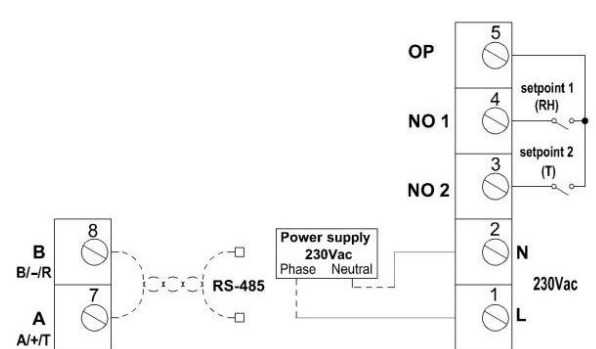 5
OP
setpoint 1
(RH)
4
NO 1
setpoint 2
(T)
3
NO 2
8
B
B/–/R
RS-485
7
A
A/+/T
Power supply
230Vac
Phase Neutral
2
N
230Vac
1
L